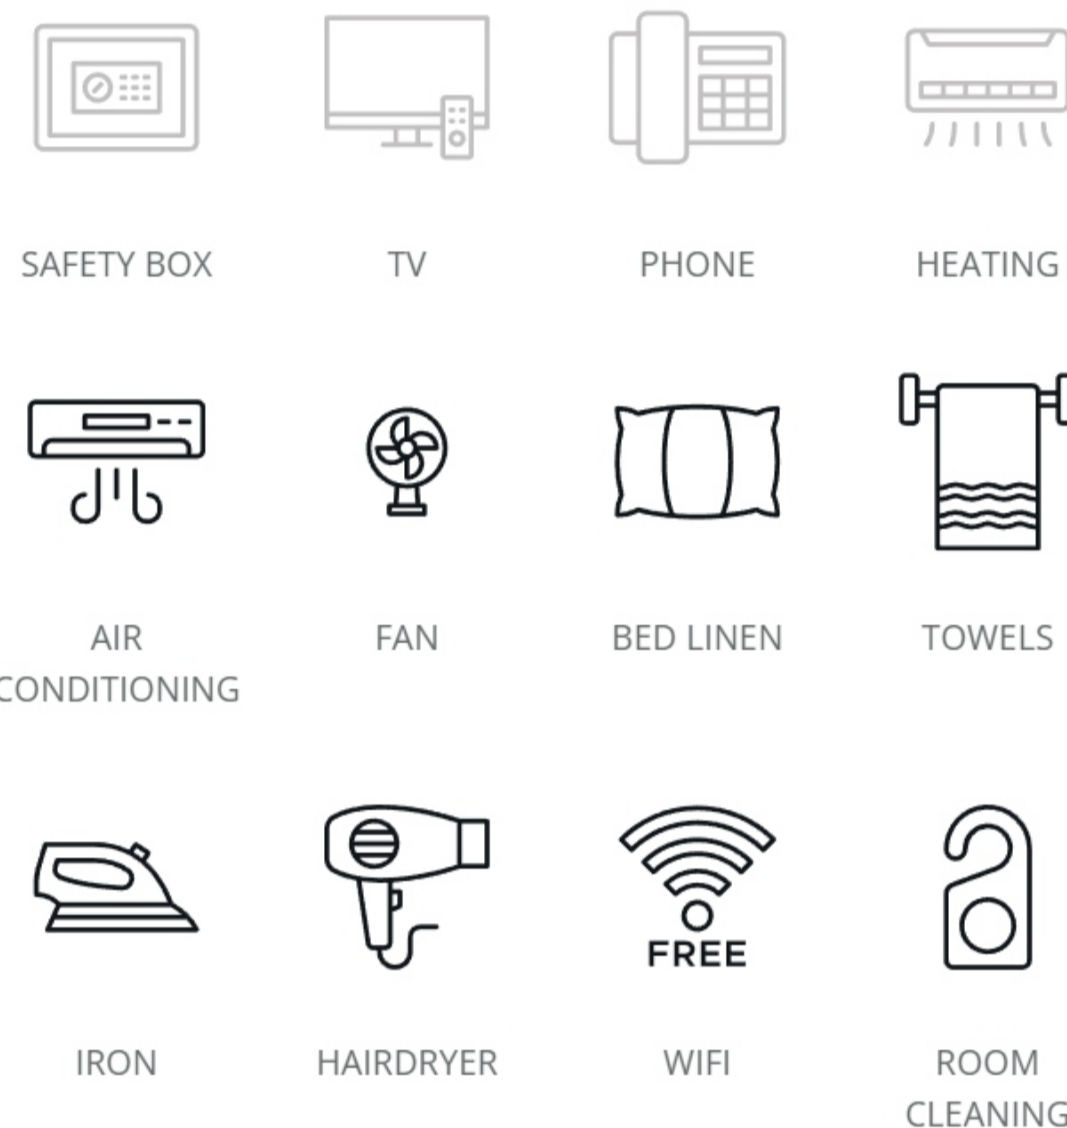 SAFETY BOX
TV
PHONE
HEATING
AIR
CONDITIONING
FAN
BED LINEN
TOWELS
IRON
HAIRDRYER
FREE
WIFI
ROOM
CLEANING